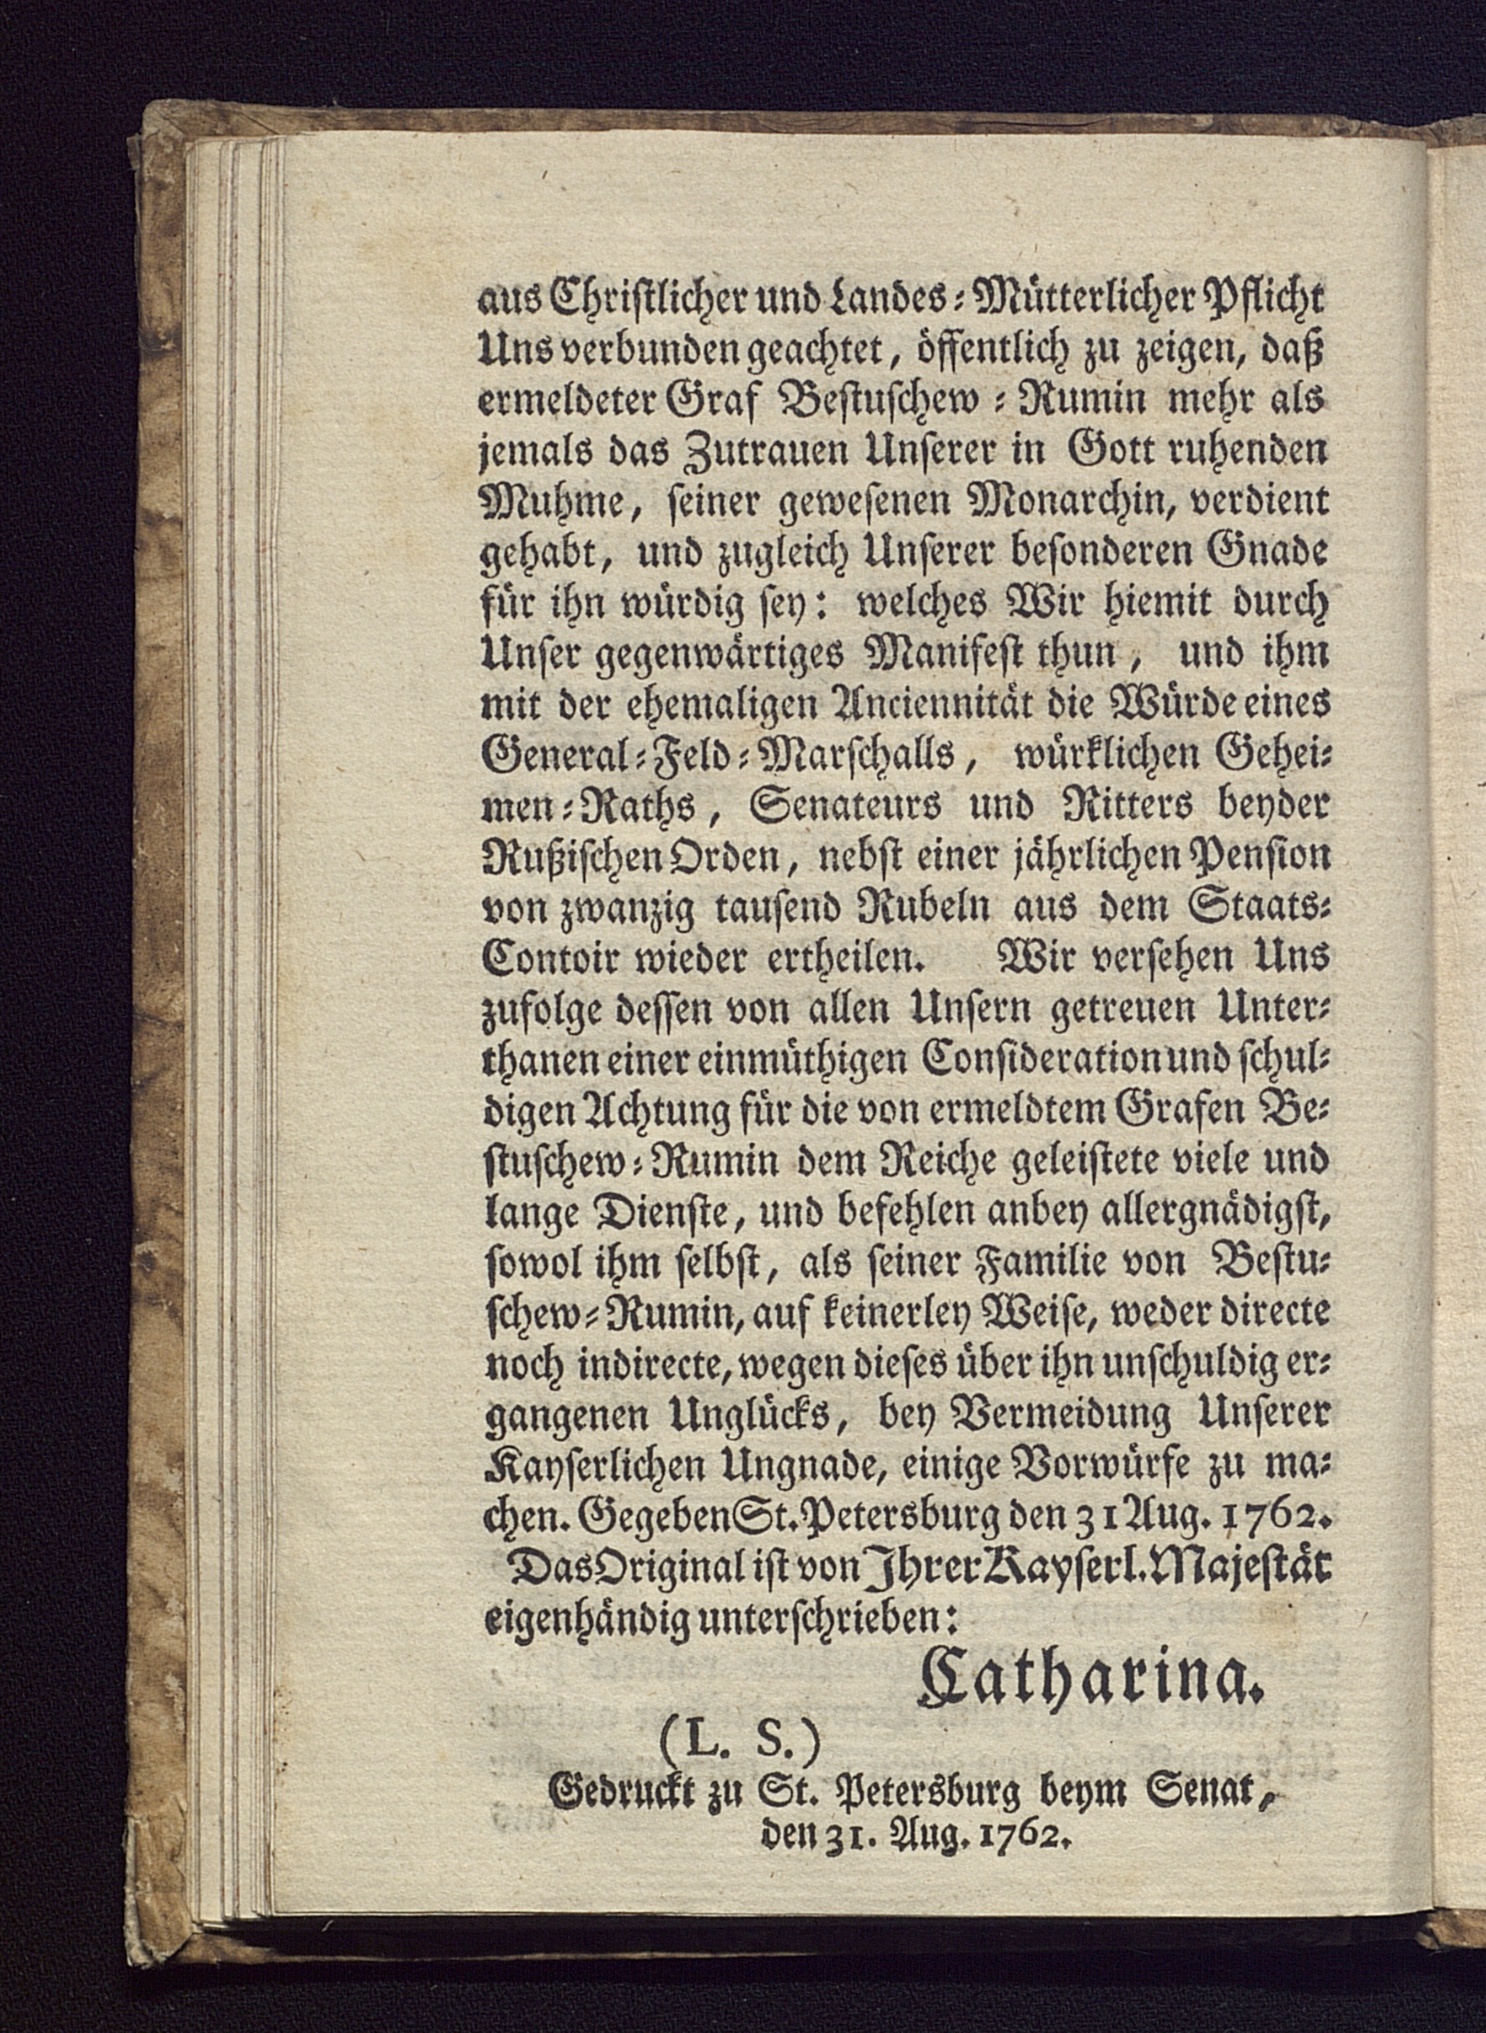 aus Chriſtlicher und Landes⸗Mütterlicher Pflicht
Uns verbunden geachtet, öffentlich zu zeigen, daß
ermeldeter Graf Beſtuſchew⸗Rumin mehr als
jemals das Zutrauen Unſerer in Gott ruhenden
Muhme, ſeiner geweſenen Monarchin, verdient
gehabt, und zugleich Unſerer beſonderen Gnade
für ihn würdig ſey: welches Wir hiemit durch
Unſer gegenwärtiges Manifeſt thun, und ihm
mit der ehemaligen Anciennität die Würde eines
General⸗Feld⸗Marſchalls, würklichen Gehei⸗
men⸗Raths, Senateurs und Ritters beyder
Rußiſchen Orden, nebſt einer jährlichen Penſion
von zwanzig tauſend Rubeln aus dem Staats⸗
Contoir wieder ertheilen. Wir verſehen Uns
zufolge deſſen von allen Unſern getreuen Unter⸗
thanen einer einmüthigen Conſideration und ſchul⸗
digen Achtung für die von ermeldtem Grafen Be⸗
ſtuſchew⸗Rumin dem Reiche geleiſtete viele und
lange Dienſte, und befehlen anbey allergnädigſt,
ſowol ihm ſelbſt, als ſeiner Familie von Beſtu⸗
ſchew⸗Rumin, auf keinerley Weiſe, weder directe
noch indirecte, wegen dieſes über ihn unſchuldig er⸗
gangenen Unglücks, bey Vermeidung Unſerer
Kayſerlichen Ungnade, einige Vorwürfe zu ma⸗
chen. Gegeben St. Petersburg den 31 Aug. 1762.
Das Original iſt von Ihrer Kayſerl. Majeſtät
eigenhändig unterſchrieben:
Catharina.
(L. S.)
Gedruckt zu St. Petersburg beym Senat,
den 31. Aug. 1762.